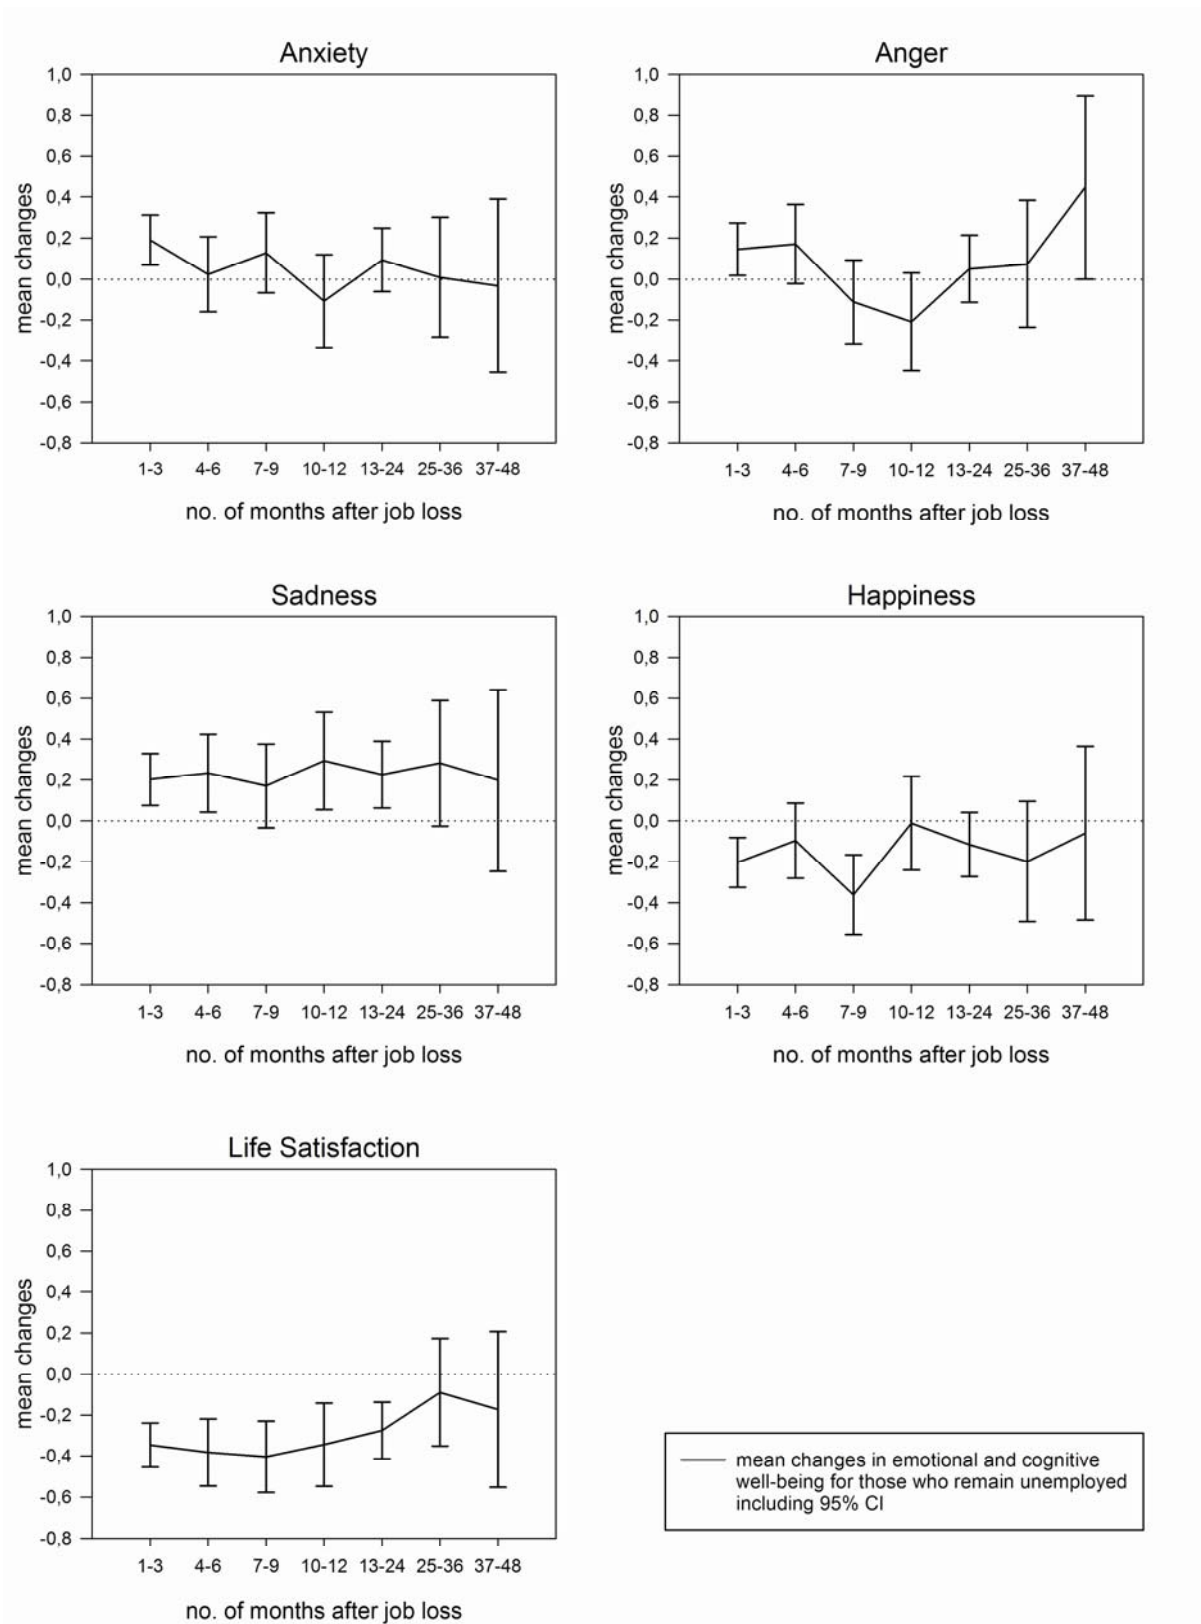 Anxiety
1,0
0,8
0,6
0,4
0,2
0,0
-0,2
-0,4
-0,6
-0,8
mean changes
1-3 4-6 7-9 10-12 13-24 25-36 37-48
no. of months after job loss
Anger
1,0
0,8
0,6
0,4
0,2
0,0
-0,2
-0,4
-0,6
-0,8
mean changes
1-3 4-6 7-9 10-12 13-24 25-36 37-48
no. of months after job loss
Sadness
1,0
0,8
0,6
0,4
0,2
0,0
-0,2
-0,4
-0,6
-0,8
mean changes
1-3 4-6 7-9 10-12 13-24 25-36 37-48
no. of months after job loss
Happiness
1,0
0,8
0,6
0,4
0,2
0,0
-0,2
-0,4
-0,6
-0,8
mean changes
1-3 4-6 7-9 10-12 13-24 25-36 37-48
no. of months after job loss
Life Satisfaction
1,0
0,8
0,6
0,4
0,2
0,0
-0,2
-0,4
-0,6
-0,8
mean changes
1-3 4-6 7-9 10-12 13-24 25-36 37-48
no. of months after job loss
mean changes in emotional and cognitive
well-being for those who remain unemployed
including 95% CI